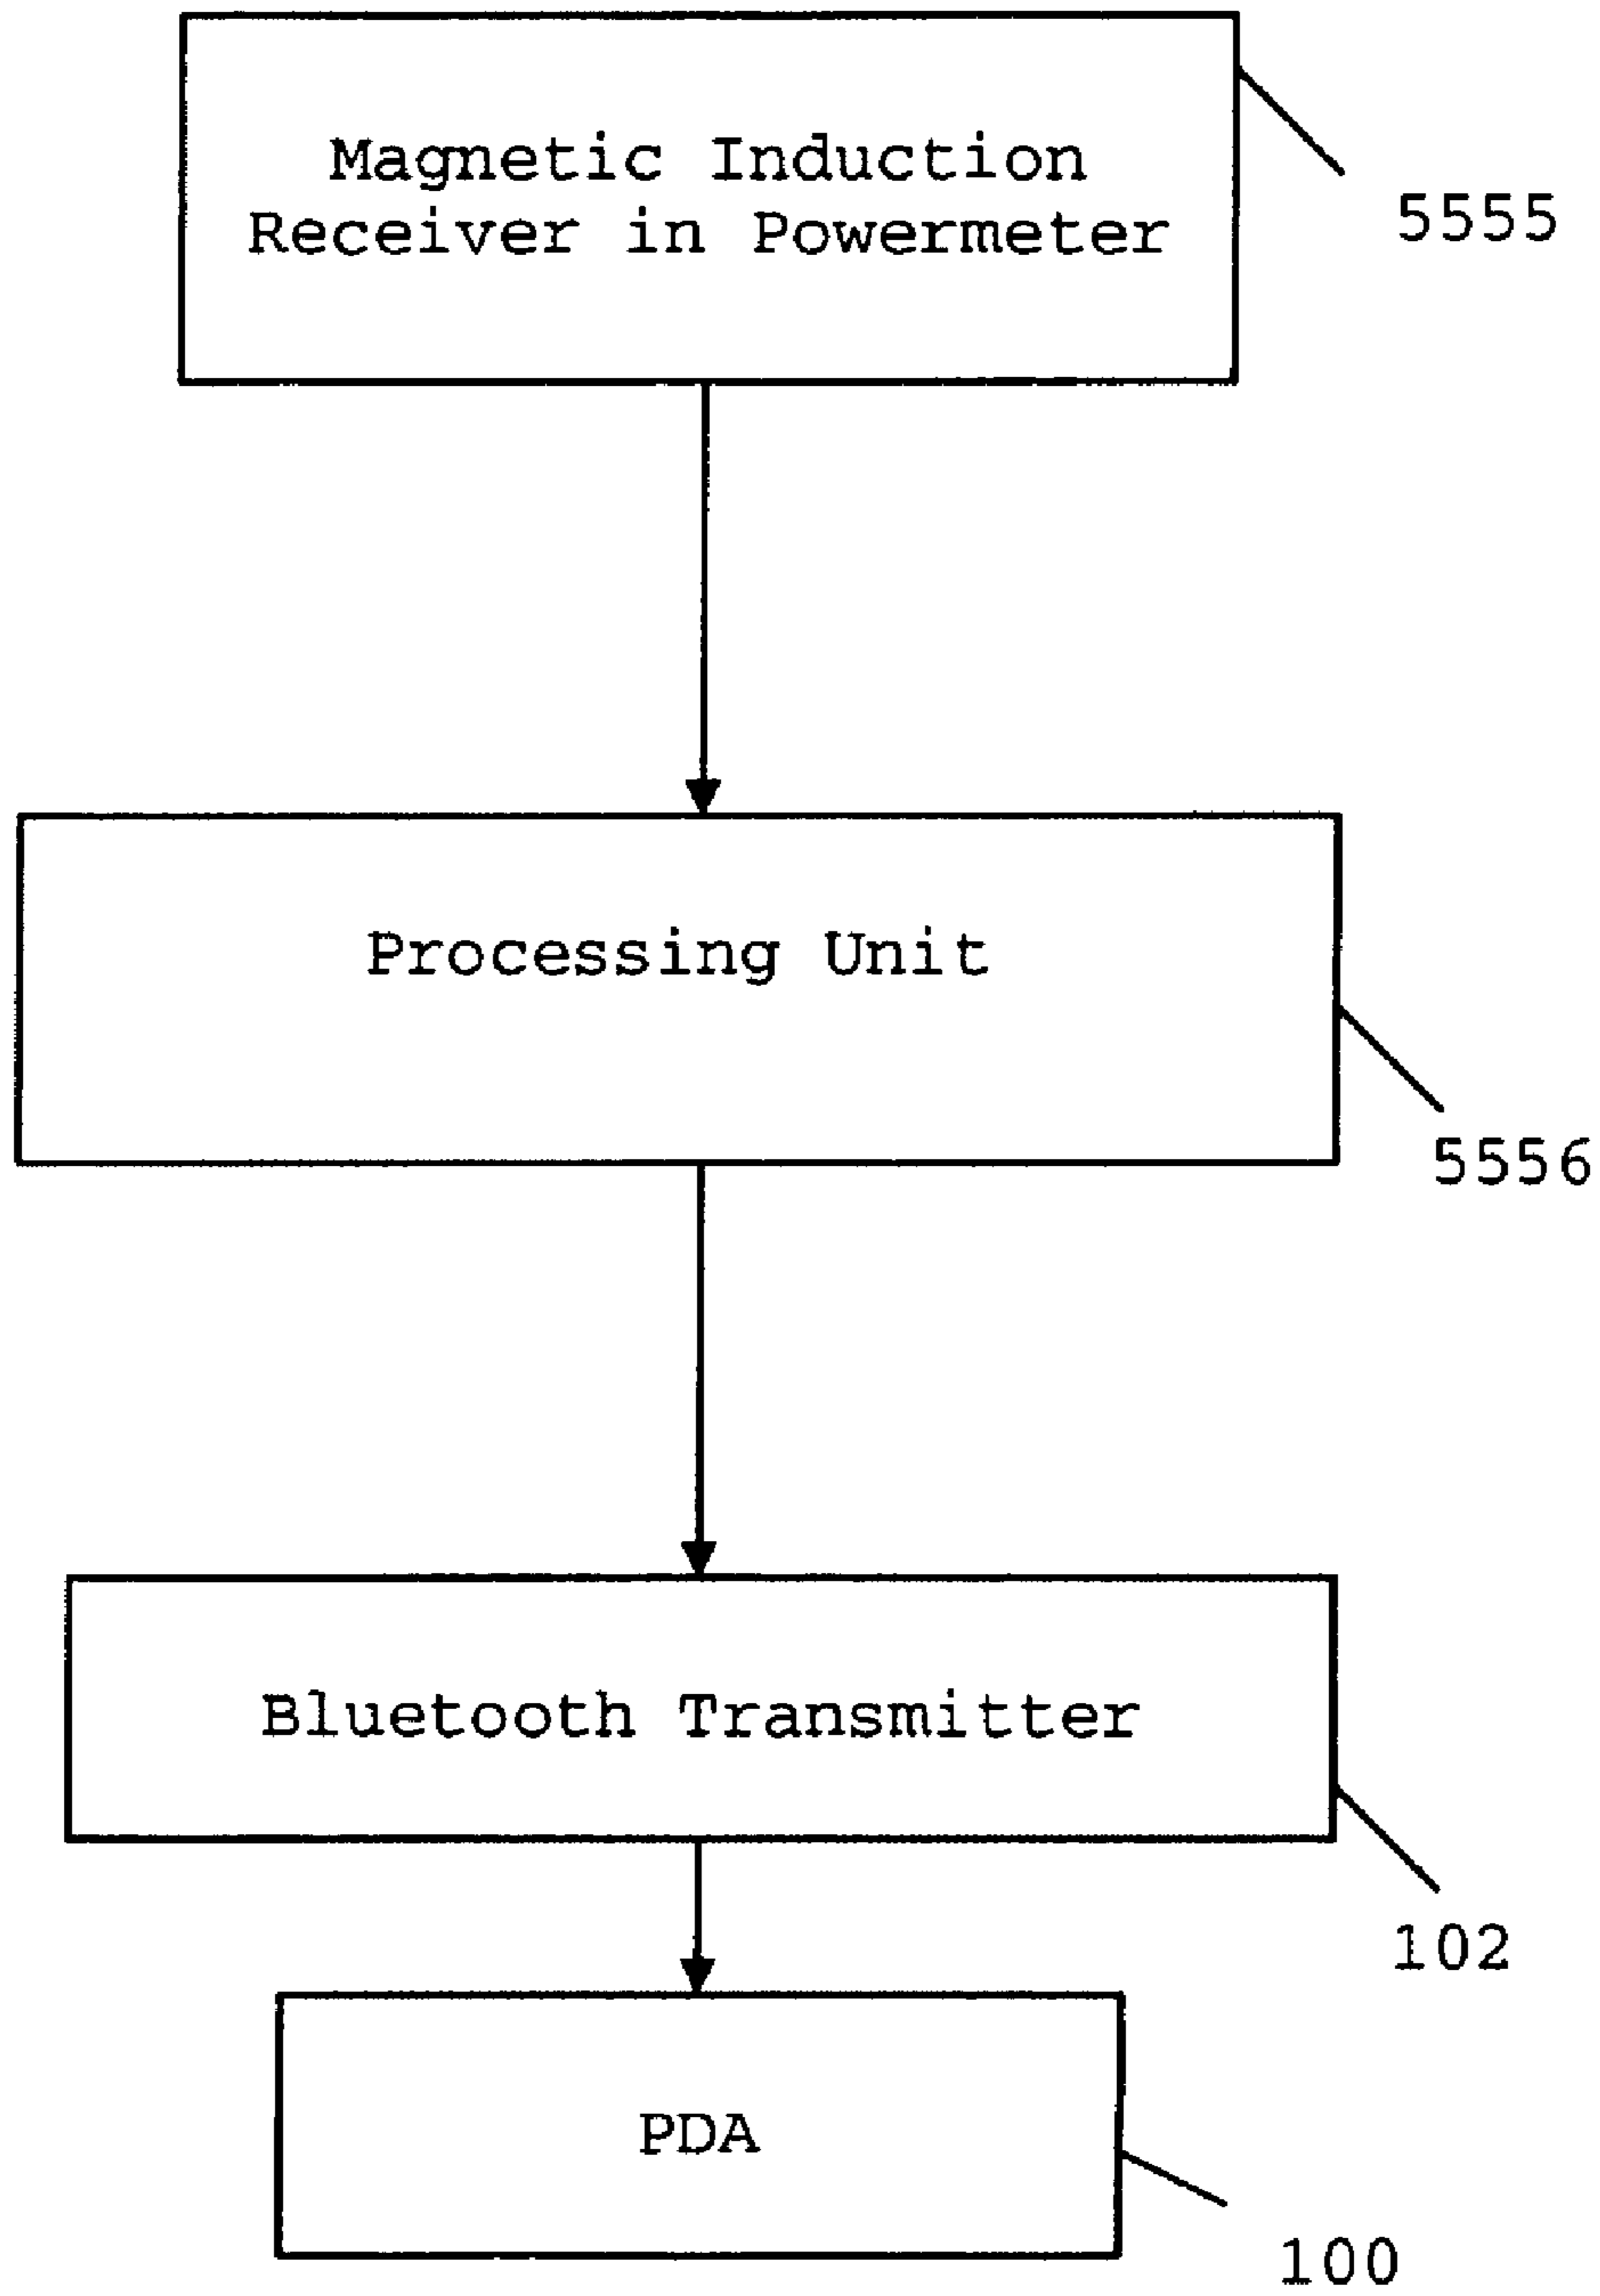 Magnetic Induction
Receiver in Powermeter
5555
Processing Unit
5556
Bluetooth Transmitter
102
PDA
100